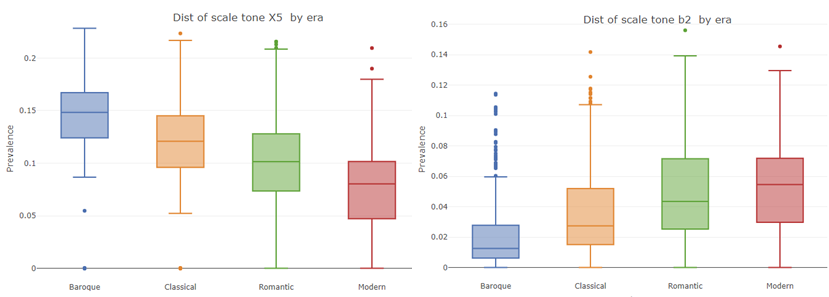 Dist of scale tone X5 by era
Prevalence
0.2
0.15
0.1
0.05
0
Baroque Classical Romantic Modern
Dist of scale tone b2 by era
Prevalence
0.16
0.14
0.12
0.1
0.08
0.06
0.04
0.02
0
Baroque Classical Romantic Modern